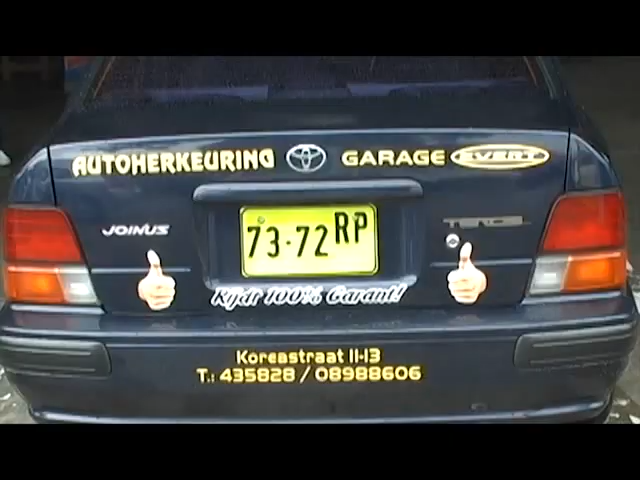 AUTOHERKEURING GARAGE EVERT
JOINUS
TERCEL
73-72 RP
Rijdt 100% Garant!
Koreastraat 11-13
T.: 435828 / 08988606